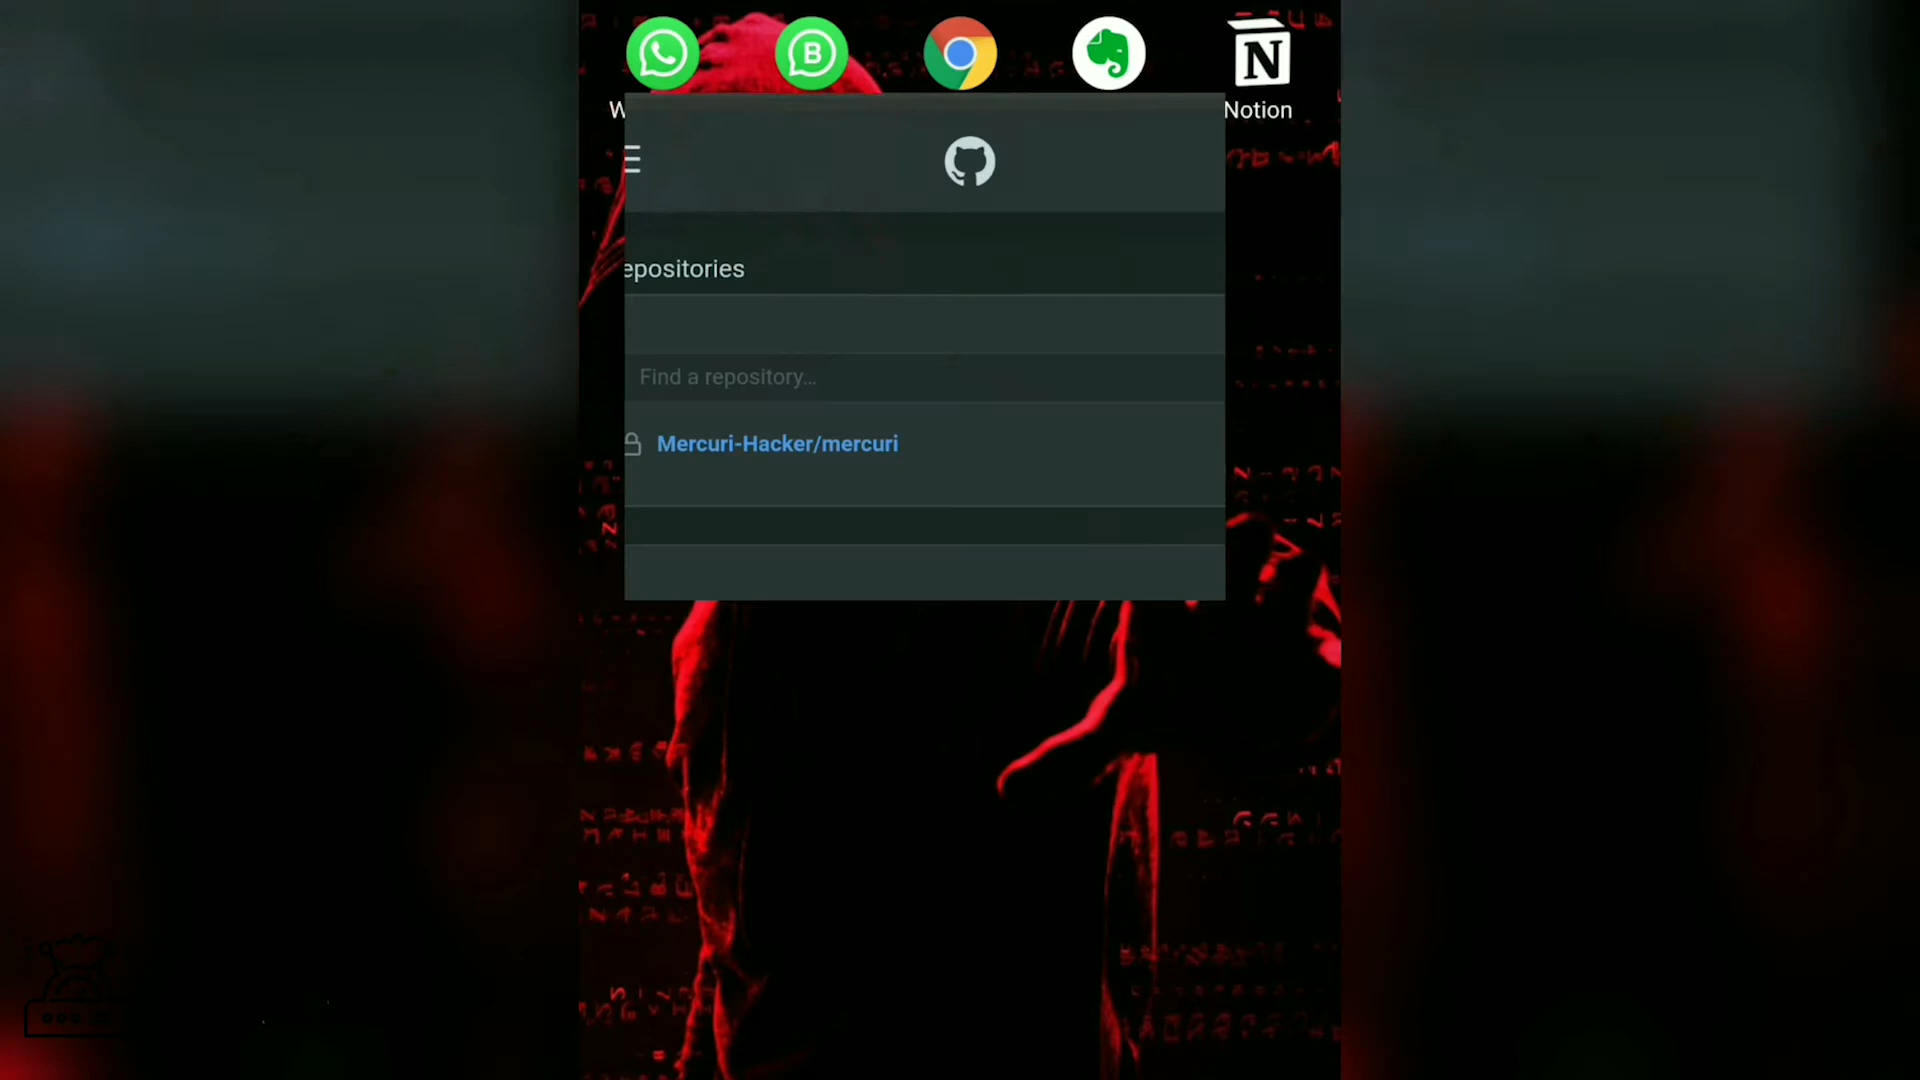 W
Notion
epositories
Find a repository...
Mercuri-Hacker/mercuri